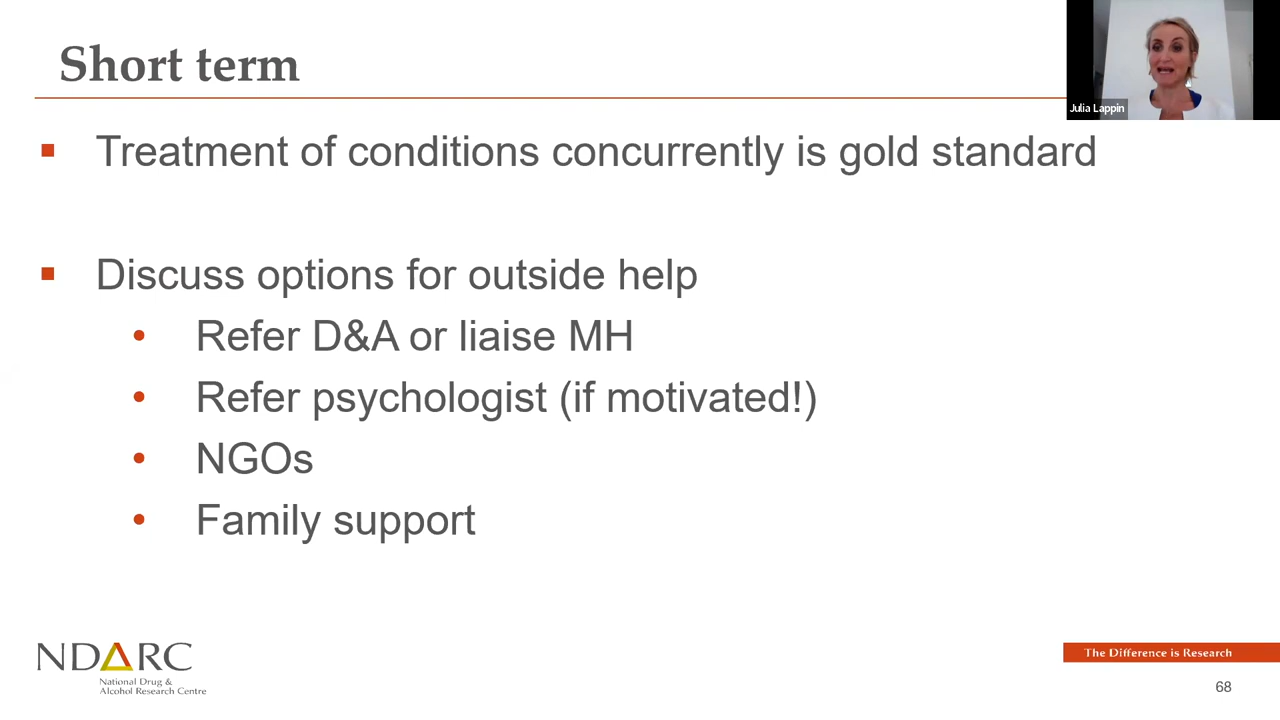 Short term
Julia Lappin
Treatment of conditions concurrently is gold standard
Discuss options for outside help
Refer D&A or liaise MH
Refer psychologist (if motivated!)
NGOs
Family support
NDARC
National Drug &
Alcohol Research Centre
The Difference is Research
68